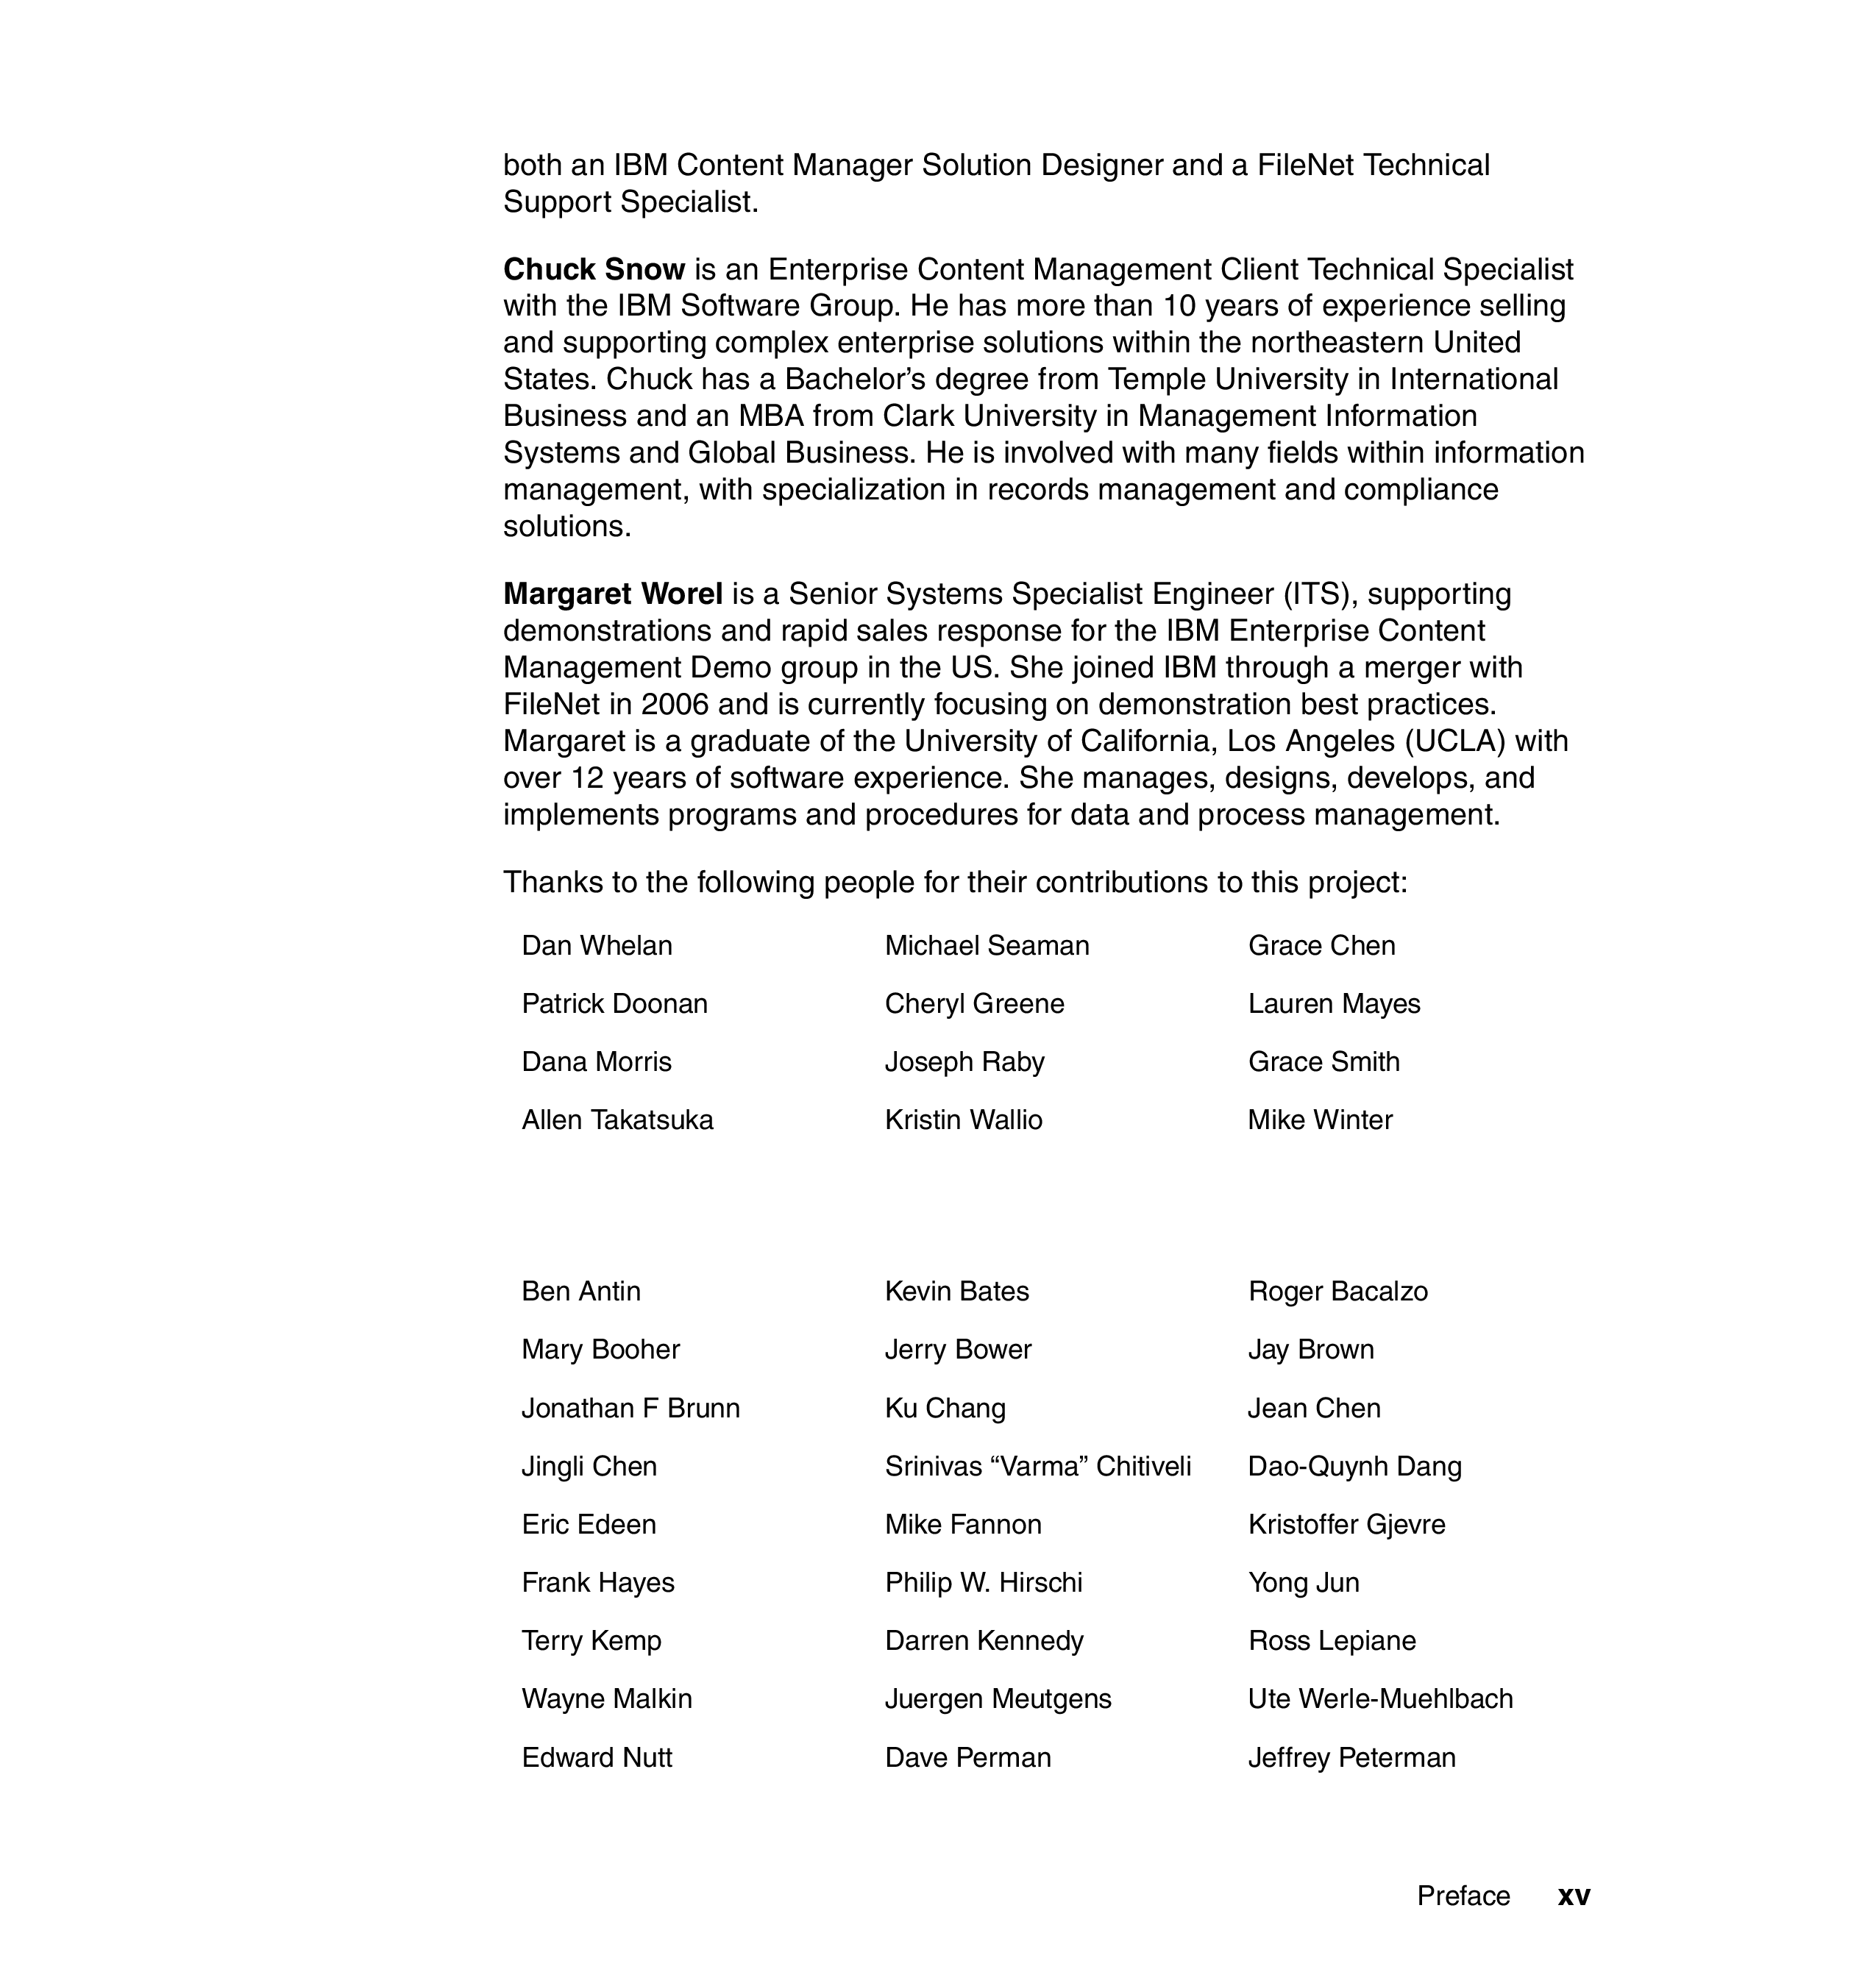 both an IBM Content Manager Solution Designer and a FileNet Technical
Support Specialist.
Chuck Snow is an Enterprise Content Management Client Technical Specialist
with the IBM Software Group. He has more than 10 years of experience selling
and supporting complex enterprise solutions within the northeastern United
States. Chuck has a Bachelor’s degree from Temple University in International
Business and an MBA from Clark University in Management Information
Systems and Global Business. He is involved with many fields within information
management, with specialization in records management and compliance
solutions.
Margaret Worel is a Senior Systems Specialist Engineer (ITS), supporting
demonstrations and rapid sales response for the IBM Enterprise Content
Management Demo group in the US. She joined IBM through a merger with
FileNet in 2006 and is currently focusing on demonstration best practices.
Margaret is a graduate of the University of California, Los Angeles (UCLA) with
over 12 years of software experience. She manages, designs, develops, and
implements programs and procedures for data and process management.
Thanks to the following people for their contributions to this project:
Dan Whelan Michael Seaman Grace Chen
Patrick Doonan Cheryl Greene Lauren Mayes
Dana Morris Joseph Raby Grace Smith
Allen Takatsuka Kristin Wallio Mike Winter
Ben Antin Kevin Bates Roger Bacalzo
Mary Booher Jerry Bower Jay Brown
Jonathan F Brunn Ku Chang Jean Chen
Jingli Chen Srinivas “Varma” Chitiveli Dao-Quynh Dang
Eric Edeen Mike Fannon Kristoffer Gjevre
Frank Hayes Philip W. Hirschi Yong Jun
Terry Kemp Darren Kennedy Ross Lepiane
Wayne Malkin Juergen Meutgens Ute Werle-Muehlbach
Edward Nutt Dave Perman Jeffrey Peterman
Preface xv